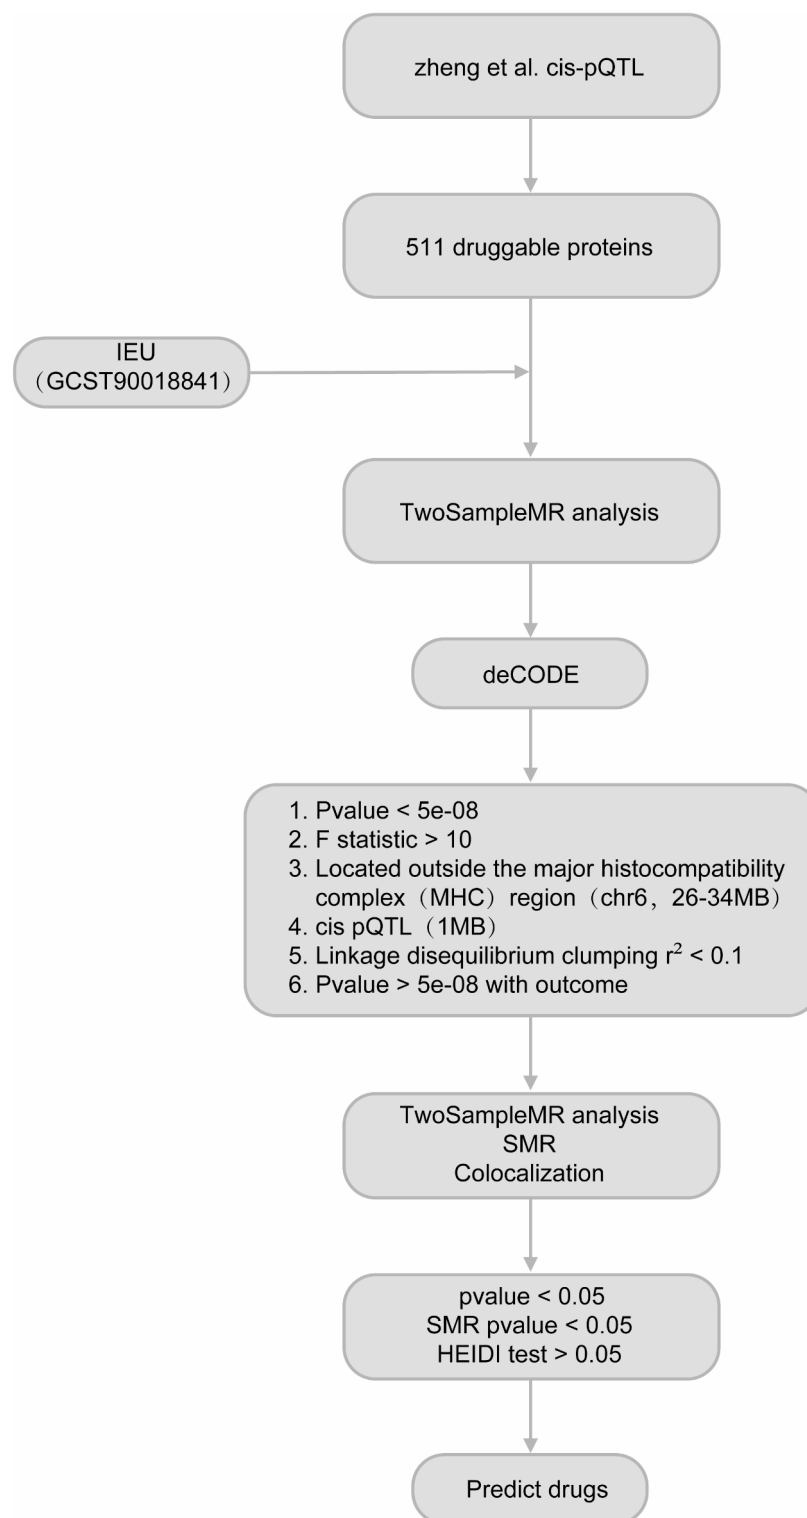 zheng et al. cis-pQTL
511 druggable proteins
IEU
（GCST90018841）
TwoSampleMR analysis
deCODE
1. Pvalue < 5e-08
2. F statistic > 10
3. Located outside the major histocompatibility
complex（MHC）region（chr6，26-34MB）
4. cis pQTL（1MB）
5. Linkage disequilibrium clumping r² < 0.1
6. Pvalue > 5e-08 with outcome
TwoSampleMR analysis
SMR
Colocalization
pvalue < 0.05
SMR pvalue < 0.05
HEIDI test > 0.05
Predict drugs